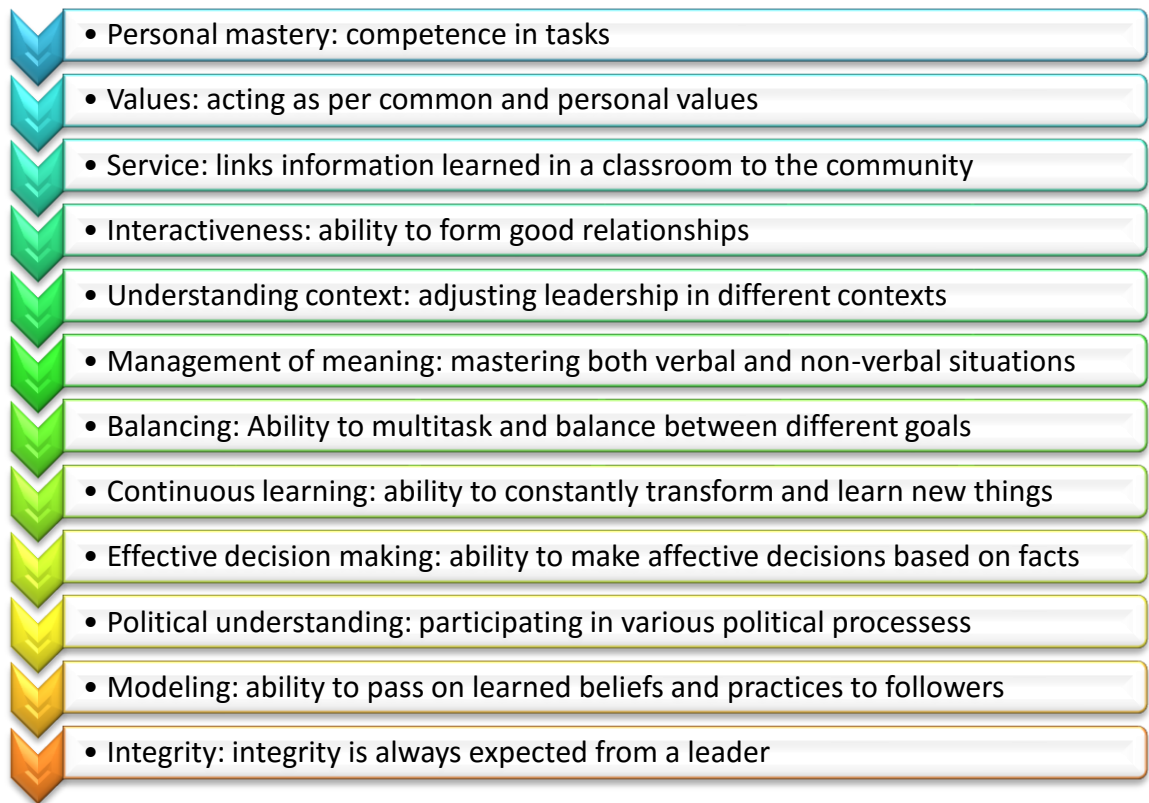 • Personal mastery: competence in tasks
• Values: acting as per common and personal values
• Service: links information learned in a classroom to the community
• Interactiveness: ability to form good relationships
• Understanding context: adjusting leadership in different contexts
• Management of meaning: mastering both verbal and non-verbal situations
• Balancing: Ability to multitask and balance between different goals
• Continuous learning: ability to constantly transform and learn new things
• Effective decision making: ability to make affective decisions based on facts
• Political understanding: participating in various political processess
• Modeling: ability to pass on learned beliefs and practices to followers
• Integrity: integrity is always expected from a leader